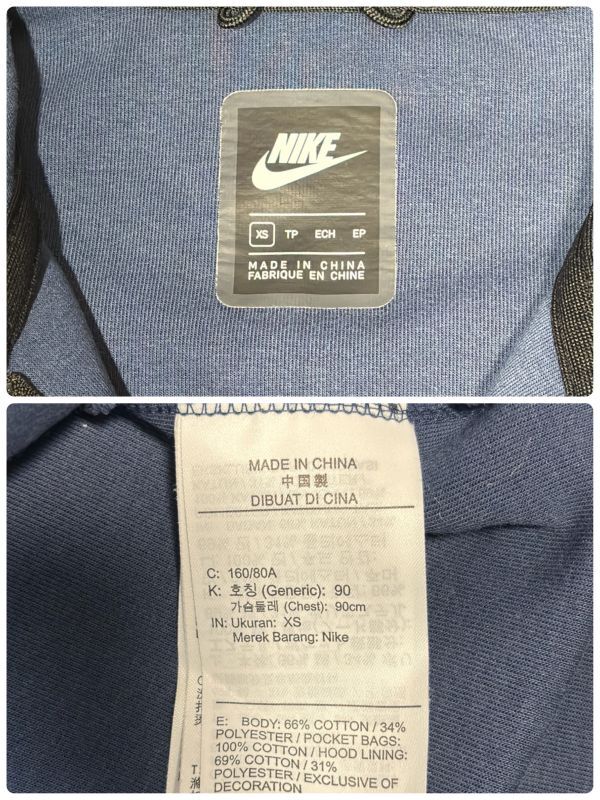 NIKE
XS TP ECH EP
MADE IN CHINA
FABRIQUE EN CHINE
MADE IN CHINA
中国製
DIBUAT DI CINA
C: 160/80A
K: 호칭 (Generic): 90
가슴둘레 (Chest): 90cm
IN: Ukuran: XS
Merek Barang: Nike
E: BODY: 66% COTTON / 34%
POLYESTER / POCKET BAGS:
100% COTTON / HOOD LINING:
69% COTTON / 31%
POLYESTER / EXCLUSIVE OF
DECORATION